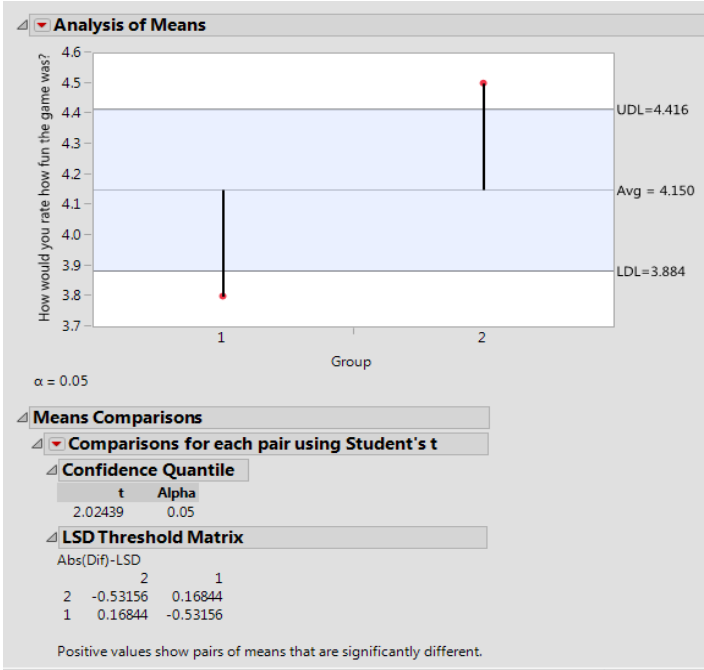 Analysis of Means
How would you rate how fun the game was?
4.6
4.5
4.4
4.3
4.2
4.1
4.0
3.9
3.8
3.7
UDL=4.416
Avg = 4.150
LDL=3.884
1 2
Group
α = 0.05
Means Comparisons
Comparisons for each pair using Student's t
Confidence Quantile
t Alpha
2.02439 0.05
LSD Threshold Matrix
Abs(Dif)-LSD
2 1
2 -0.53156 0.16844
1 0.16844 -0.53156
Positive values show pairs of means that are significantly different.